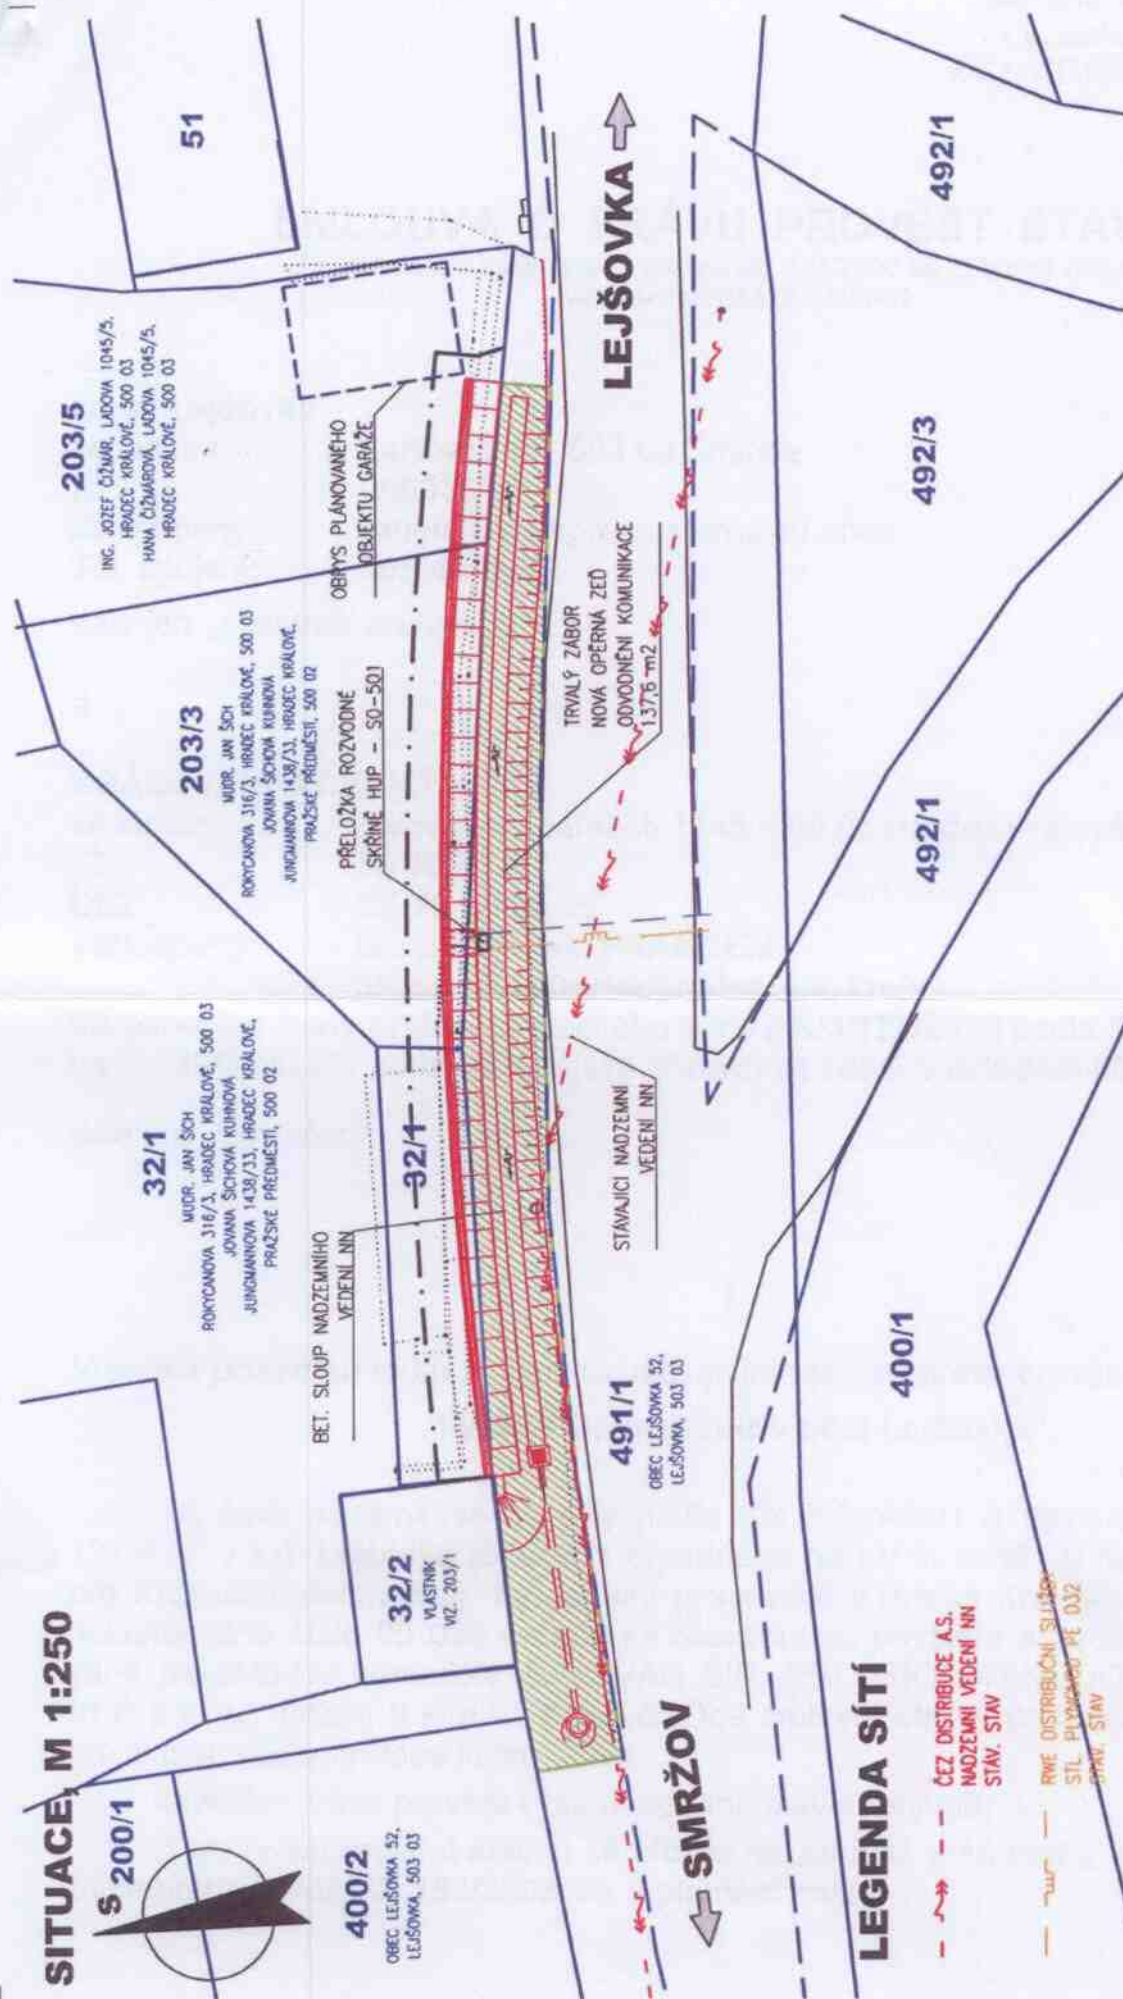 SITUACE, M 1:250
S
200/1
400/2
OBEC LEJŠOVKA 52,
LEJŠOVKA, 503 03
32/2
VLASTNÍK
VIZ. 203/1
32/1
MUDR. JAN ŠICH
ROKYCANOVA 316/3, HRADEC KRÁLOVÉ, 500 03
JOVANA ŠICHOVÁ KUHNOVÁ
JUNGMANNOVA 1438/33, HRADEC KRÁLOVÉ,
PRAŽSKÉ PŘEDMĚSTÍ, 500 02
32/1
BET. SLOUP NADZEMNÍHO
VEDENÍ NN
203/3
MUDR. JAN ŠICH
ROKYCANOVA 316/3, HRADEC KRÁLOVÉ, 500 03
JOVANA ŠICHOVÁ KUHNOVÁ
JUNGMANNOVA 1438/33, HRADEC KRÁLOVÉ,
PRAŽSKÉ PŘEDMĚSTÍ, 500 02
PŘELOŽKA ROZVODNÉ
SKŘÍNĚ HUP - SO-501
203/5
ING. JOZEF ČIŽMÁR, LADOVA 1045/5,
HRADEC KRÁLOVÉ, 500 03
HANA ČIŽMÁROVÁ, LADOVA 1045/5,
HRADEC KRÁLOVÉ, 500 03
OBRYS PLÁNOVANÉHO
OBJEKTU GARÁŽE
51
SMRŽOV
491/1
OBEC LEJŠOVKA 52,
LEJŠOVKA, 503 03
STÁVAJÍCÍ NADZEMNÍ
VEDENÍ NN
TRVALÝ ZÁBOR
NOVÁ OPĚRNÁ ZEĎ
ODVODNĚNÍ KOMUNIKACE
137,6 m2
LEJŠOVKA
400/1
492/1
492/3
492/1
LEGENDA SÍTÍ
ČEZ DISTRIBUCE A.S.
NADZEMNÍ VEDENÍ NN
STÁV. STAV
RWE DISTRIBUČNÍ SLUŽBY
STL. PLYNOVOD PE 032
STÁV. STAV